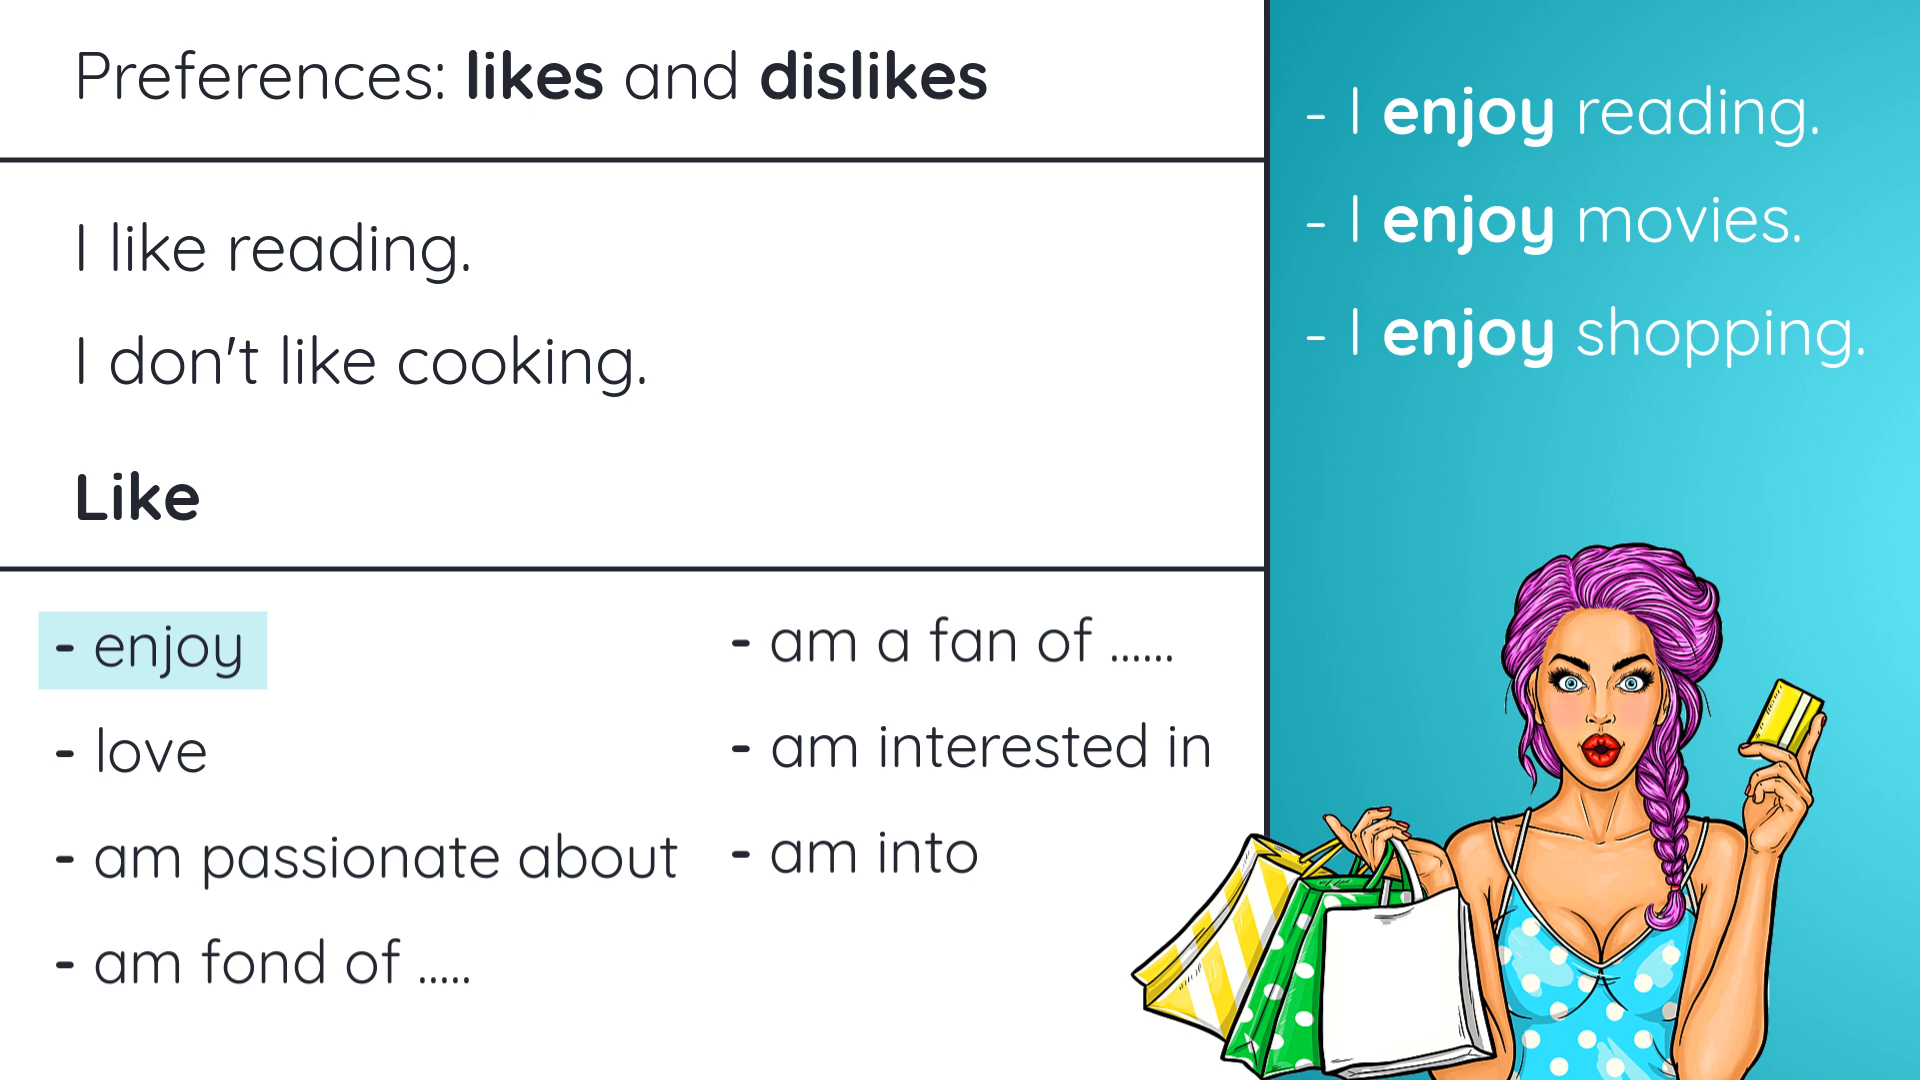 Preferences: likes and dislikes
I like reading.
I don't like cooking.
Like
- enjoy
- love
- am passionate about
- am fond of .....
- am a fan of ......
- am interested in
- am into
- I enjoy reading.
- I enjoy movies.
- I enjoy shopping.